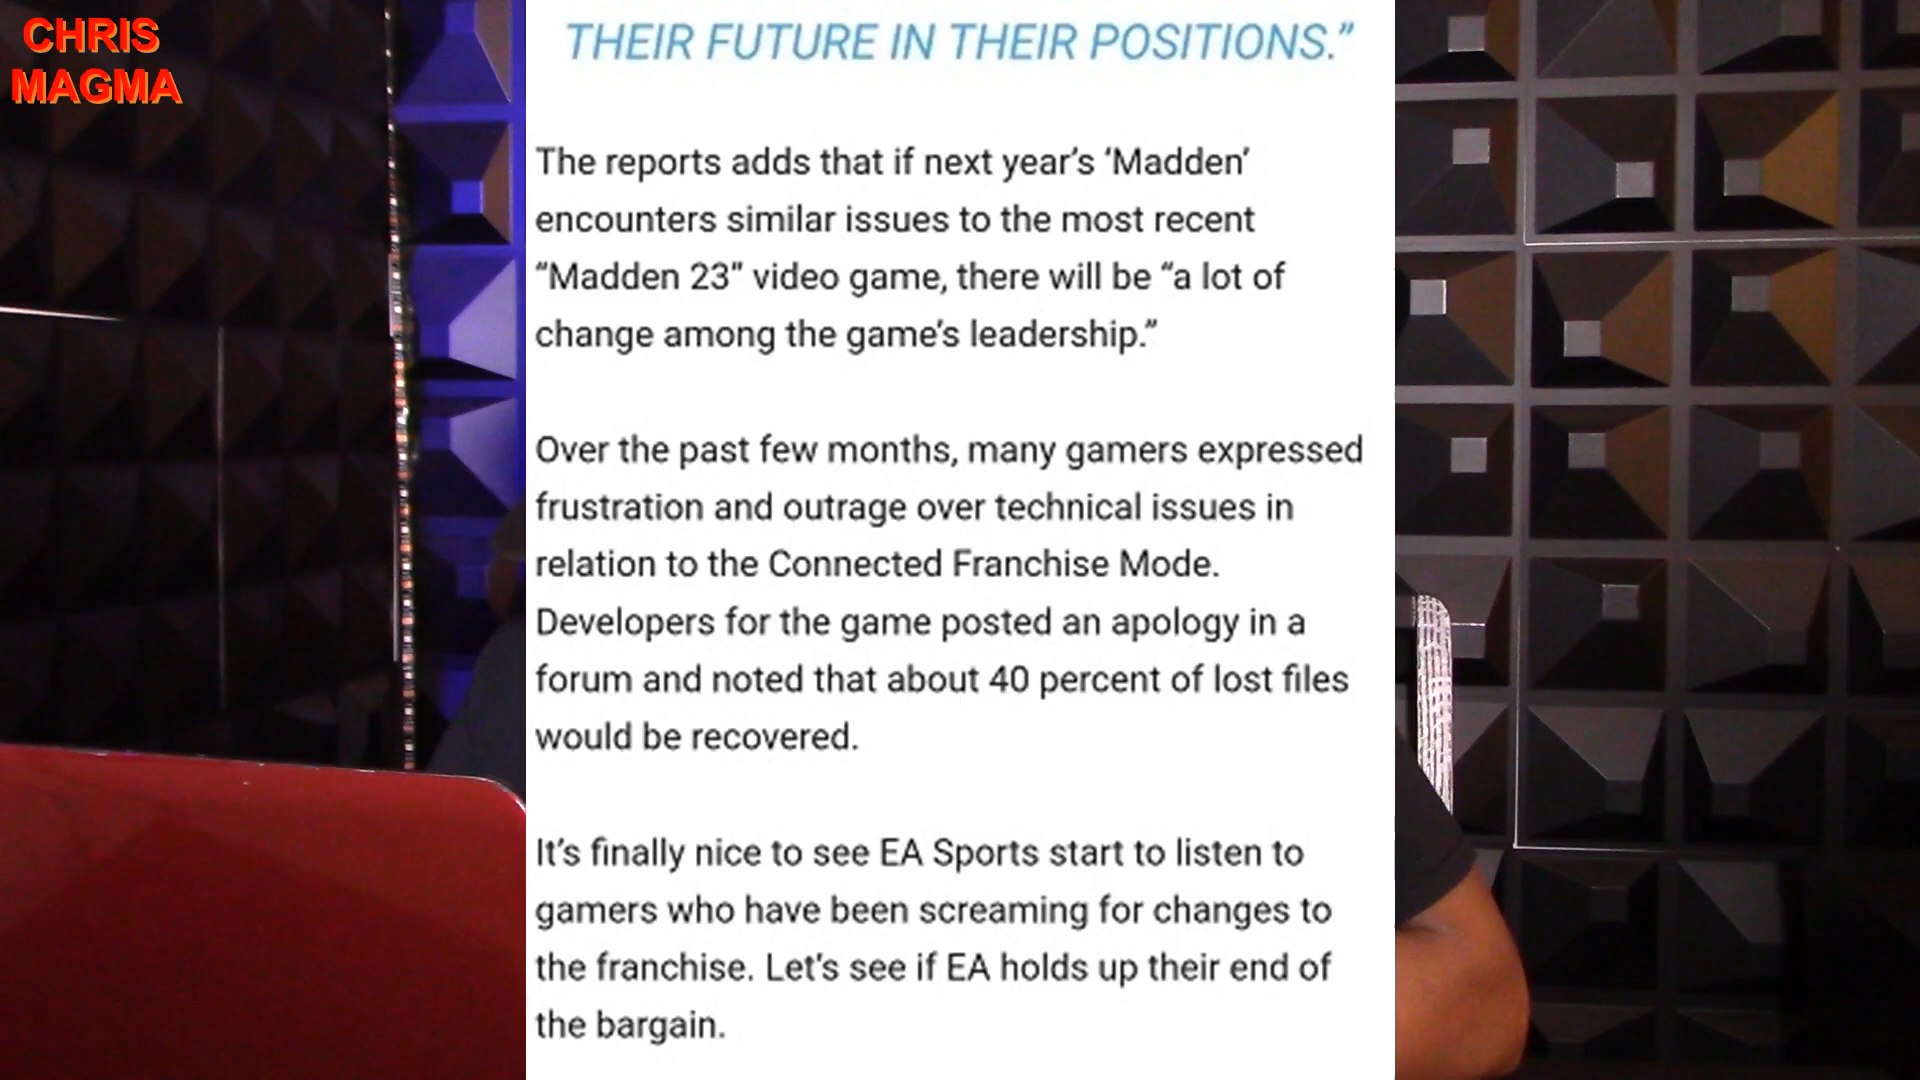 CHRIS
MAGMA
THEIR FUTURE IN THEIR POSITIONS.”
The reports adds that if next year’s ‘Madden’
encounters similar issues to the most recent
“Madden 23" video game, there will be “a lot of
change among the game’s leadership.”
Over the past few months, many gamers expressed
frustration and outrage over technical issues in
relation to the Connected Franchise Mode.
Developers for the game posted an apology in a
forum and noted that about 40 percent of lost files
would be recovered.
It’s finally nice to see EA Sports start to listen to
gamers who have been screaming for changes to
the franchise. Let’s see if EA holds up their end of
the bargain.